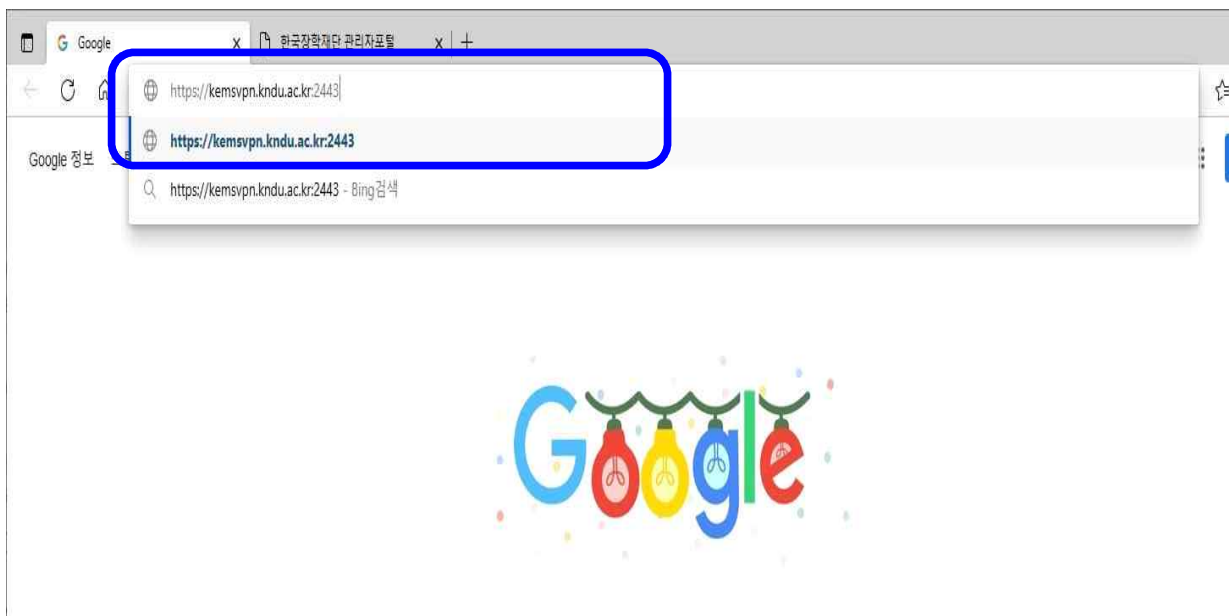 Google x 한국장학재단 관리자포털 x
https://kemsvpn.kndu.ac.kr:2443
https://kemsvpn.kndu.ac.kr:2443
Google 정보
https://kemsvpn.kndu.ac.kr:2443 - Bing검색
Google